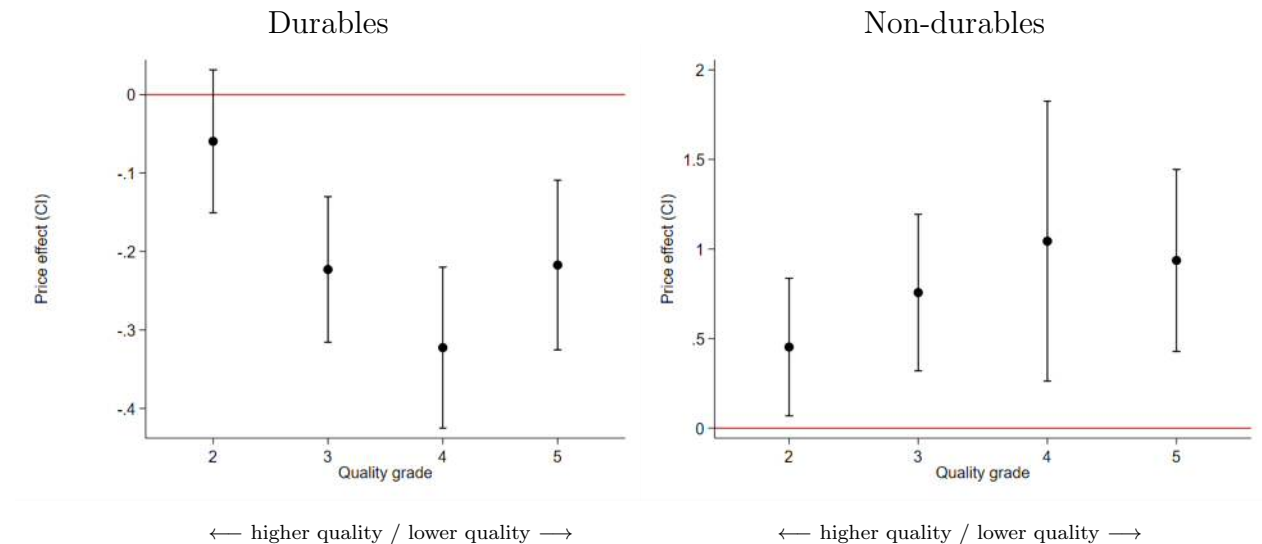 Durables
Price effect (CI)
0
-.1
-.2
-.3
-.4
2 3 4 5
Quality grade
⟵ higher quality / lower quality ⟶
Non-durables
Price effect (CI)
2
1.5
1
.5
0
2 3 4 5
Quality grade
⟵ higher quality / lower quality ⟶